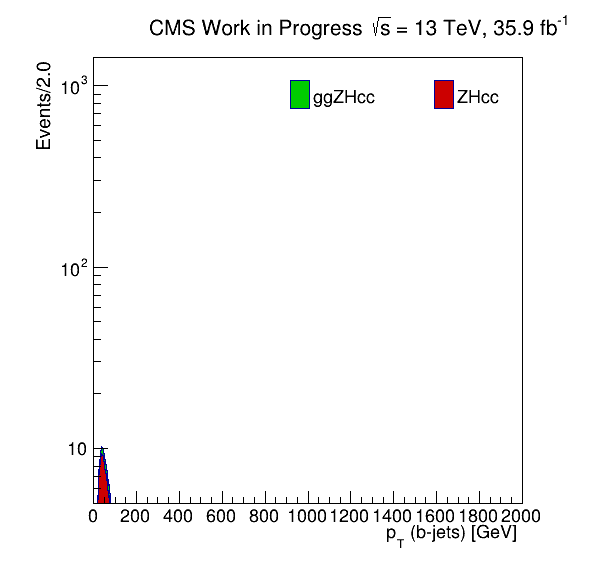 CMS Work in Progress √s = 13 TeV, 35.9 fb⁻¹
Events/2.0
ggZHcc
ZHcc
10³
10²
10
0 200 400 600 800 1000 1200 1400 1600 1800 2000
p_T (b-jets) [GeV]